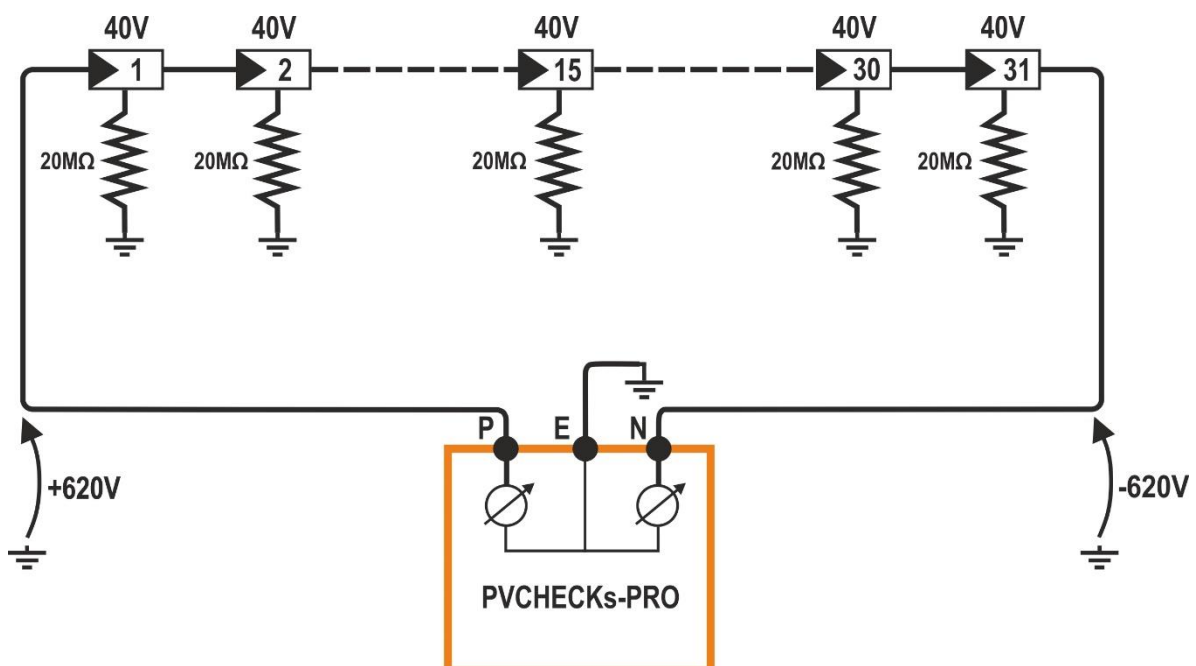 40V 40V 40V 40V 40V
1 2 15 30 31
20MΩ 20MΩ 20MΩ 20MΩ 20MΩ
P E N
+620V -620V
PVCHECKs-PRO